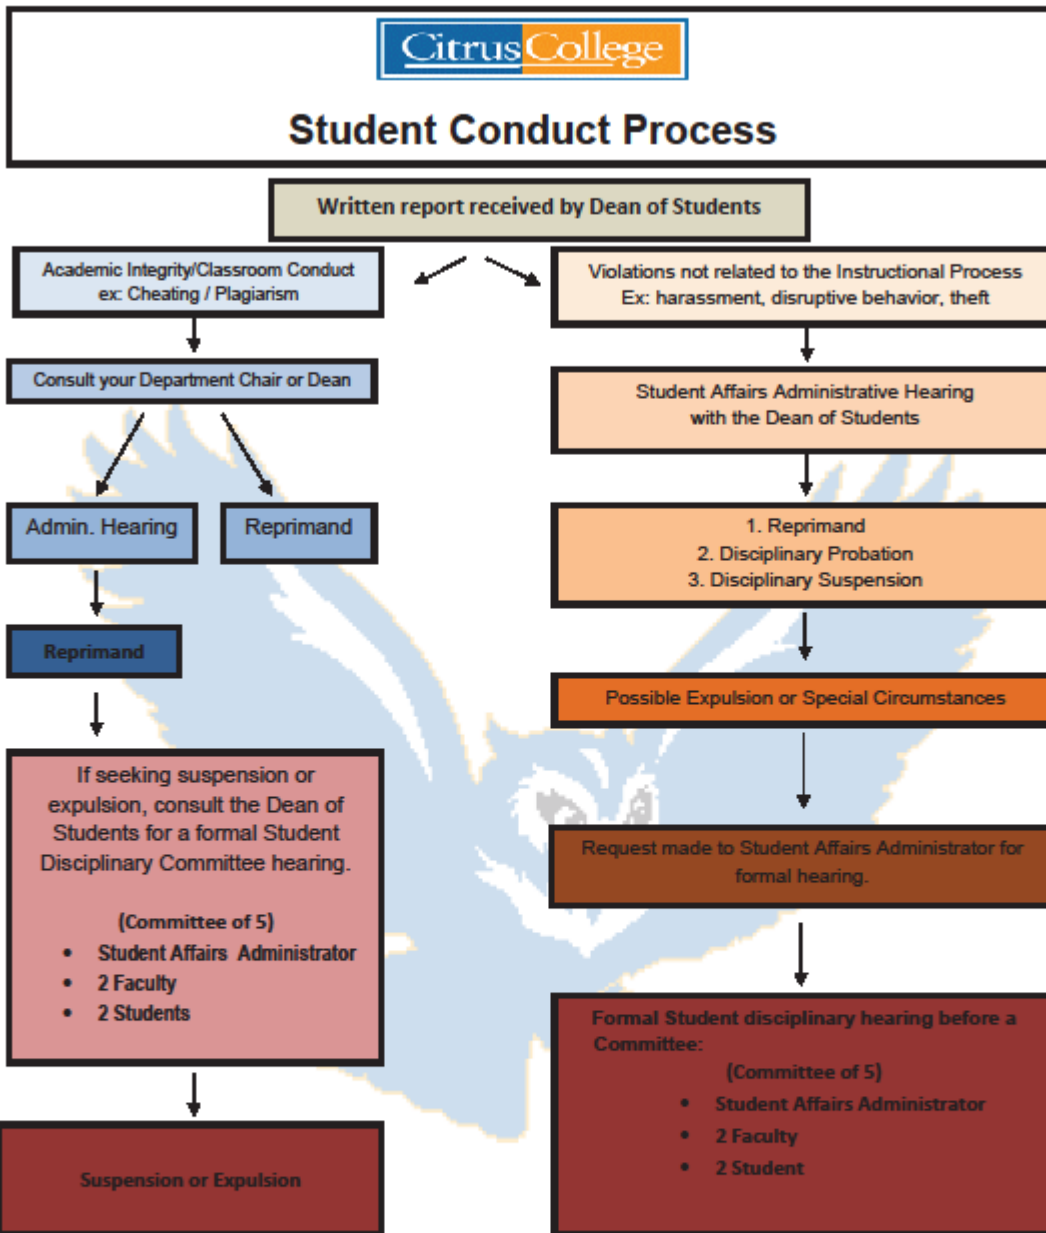 Citrus College
Student Conduct Process
Written report received by Dean of Students
Academic Integrity/Classroom Conduct
ex: Cheating / Plagiarism
Consult your Department Chair or Dean
Admin. Hearing
Reprimand
Reprimand
If seeking suspension or
expulsion, consult the Dean of
Students for a formal Student
Disciplinary Committee hearing.
(Committee of 5)
• Student Affairs Administrator
• 2 Faculty
• 2 Students
Suspension or Expulsion
Violations not related to the Instructional Process
Ex: harassment, disruptive behavior, theft
Student Affairs Administrative Hearing
with the Dean of Students
1. Reprimand
2. Disciplinary Probation
3. Disciplinary Suspension
Possible Expulsion or Special Circumstances
Request made to Student Affairs Administrator for
formal hearing.
Formal Student disciplinary hearing before a
Committee:
(Committee of 5)
• Student Affairs Administrator
• 2 Faculty
• 2 Student